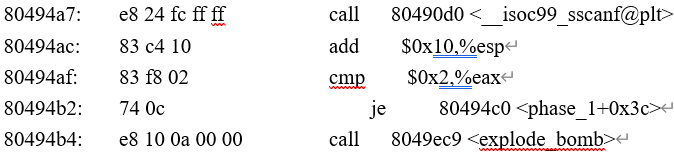 80494a7: e8 24 fc ff ff call 80490d0 <__isoc99_sscanf@plt>
80494ac: 83 c4 10 add $0x10,%esp
80494af: 83 f8 02 cmp $0x2,%eax
80494b2: 74 0c je 80494c0 <phase_1+0x3c>
80494b4: e8 10 0a 00 00 call 8049ec9 <explode_bomb>